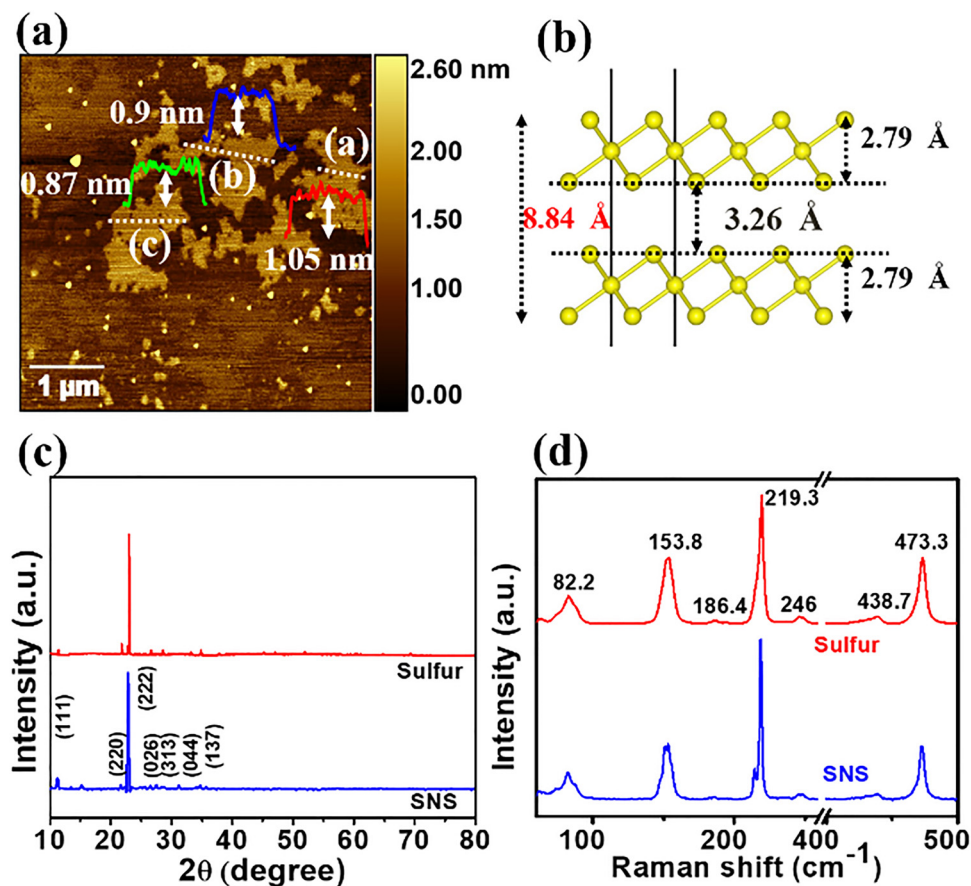 (a)
2.60 nm
2.00
1.50
1.00
0.00
0.9 nm
(a)
(b)
0.87 nm
(c)
1.05 nm
1 µm
(b)
2.79 Å
8.84 Å
3.26 Å
2.79 Å
(c)
Intensity (a.u.)
Sulfur
(111)
(220)
(222)
(026)
(313)
(044)
(137)
SNS
10 20 30 40 50 60 70 80
2θ (degree)
(d)
Intensity (a.u.)
82.2
153.8
186.4
219.3
246
438.7
473.3
Sulfur
SNS
100 200 400 500
Raman shift (cm-1)